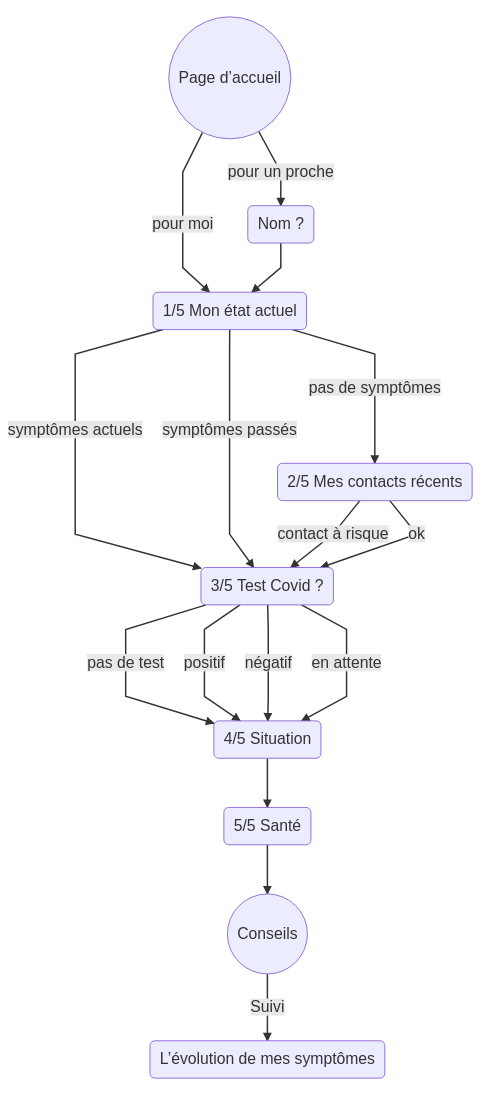 Page d’accueil
pour un proche
pour moi
Nom ?
1/5 Mon état actuel
pas de symptômes
symptômes actuels
symptômes passés
2/5 Mes contacts récents
contact à risque
ok
3/5 Test Covid ?
pas de test
positif
négatif
en attente
4/5 Situation
5/5 Santé
Conseils
Suivi
L’évolution de mes symptômes